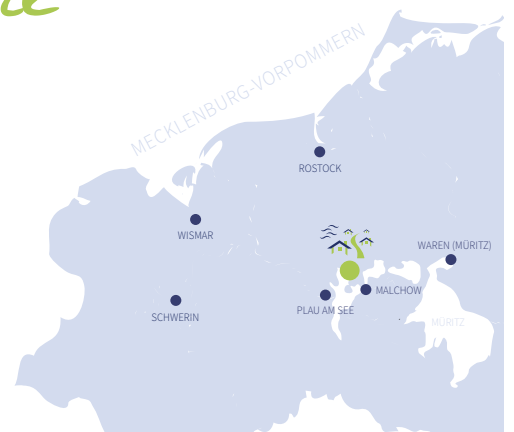 MECKLENBURG-VORPOMMERN
ROSTOCK
WISMAR
WAREN (MÜRITZ)
MALCHOW
PLAU AM SEE
SCHWERIN
MÜRITZ